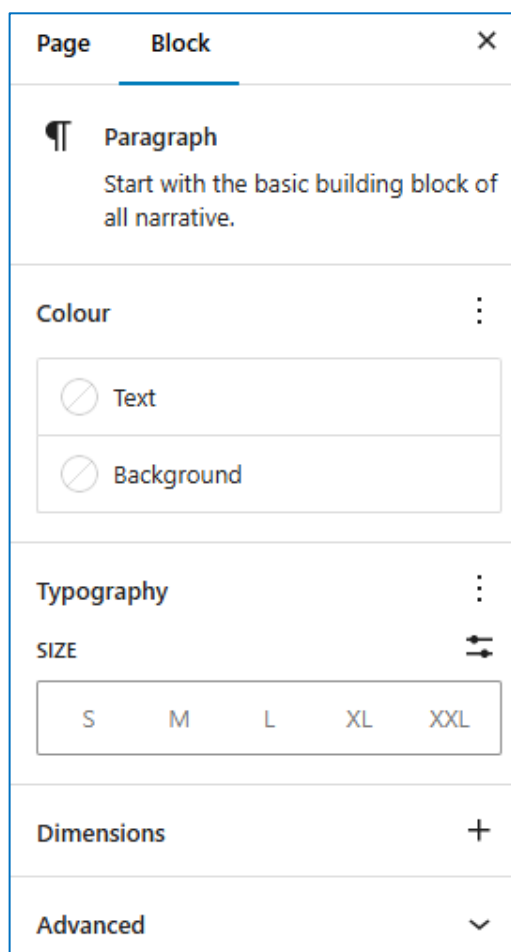 Page Block
Paragraph
Start with the basic building block of
all narrative.
Colour
Text
Background
Typography
SIZE
S M L XL XXL
Dimensions
Advanced